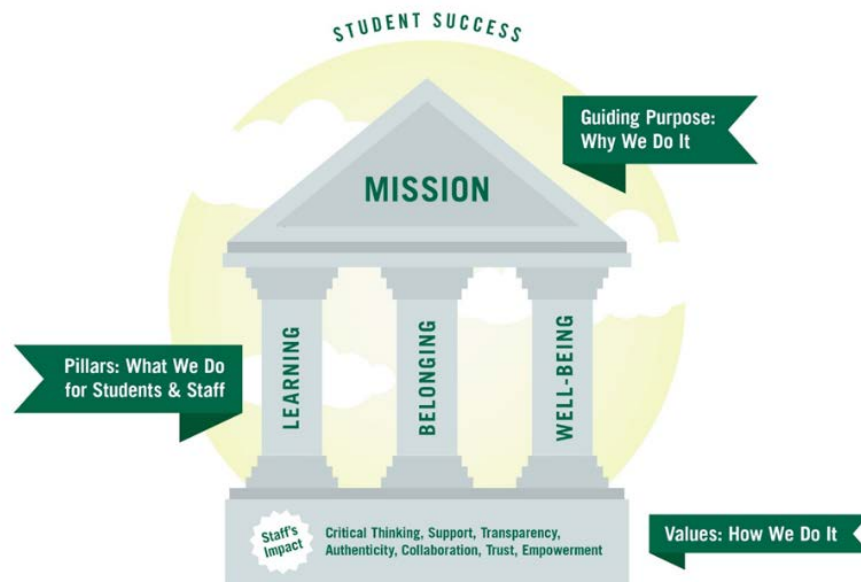 STUDENT SUCCESS
Guiding Purpose:
Why We Do It
MISSION
Pillars: What We Do
for Students & Staff
LEARNING
BELONGING
WELL-BEING
Staff's
Impact
Critical Thinking, Support, Transparency,
Authenticity, Collaboration, Trust, Empowerment
Values: How We Do It